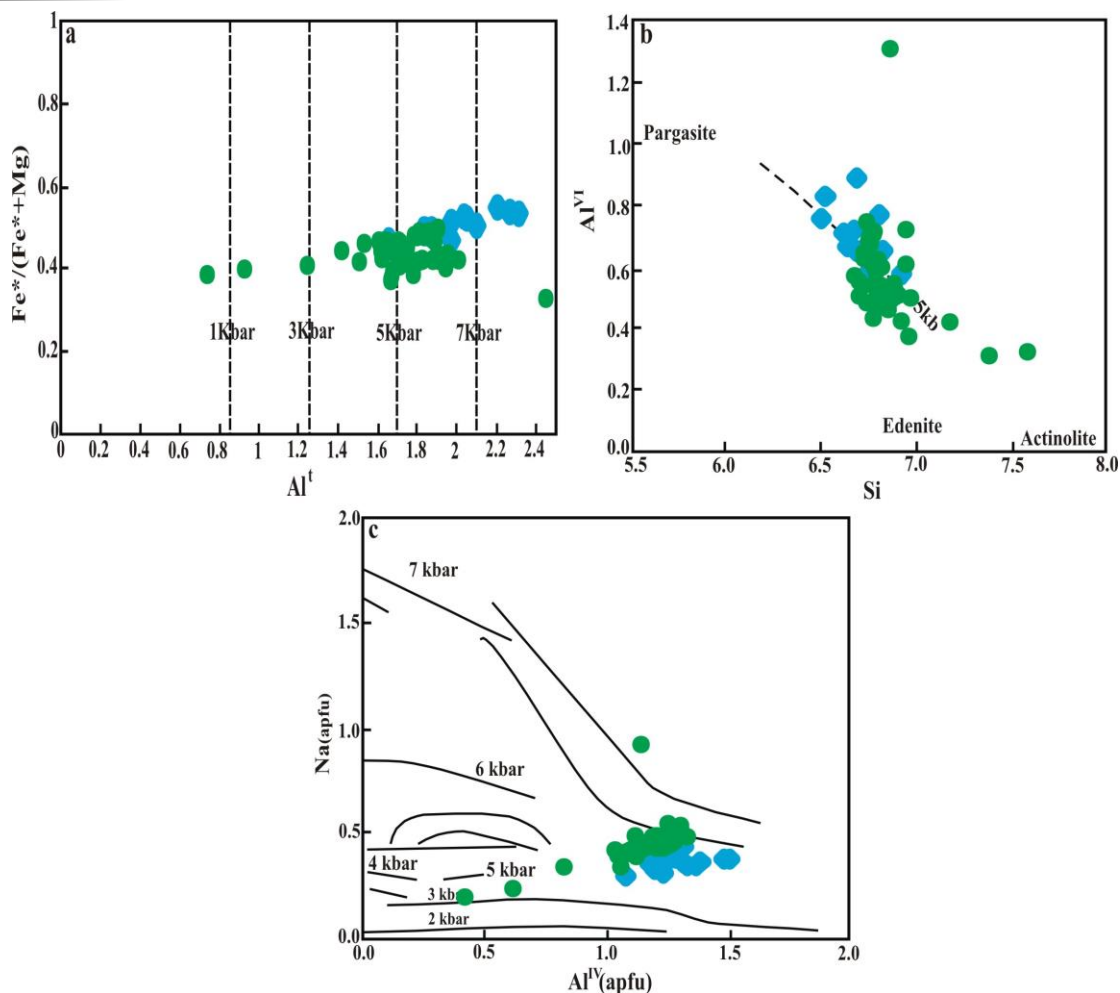 a
1
0.8
0.6
0.4
0.2
0
Fe*/(Fe*+Mg)
1Kbar
3Kbar
5Kbar
7Kbar
0 0.2 0.4 0.6 0.8 1 1.2 1.4 1.6 1.8 2 2.2 2.4
Al^t
b
1.4
1.2
1.0
0.8
0.6
0.4
0.2
0.0
Al^VI
Pargasite
5kb
Edenite
Actinolite
5.5 6.0 6.5 7.0 7.5 8.0
Si
c
2.0
1.5
1.0
0.5
0.0
Na(apfu)
7 kbar
6 kbar
4 kbar
5 kbar
3 kbar
2 kbar
0.0 0.5 1.0 1.5 2.0
Al^IV(apfu)